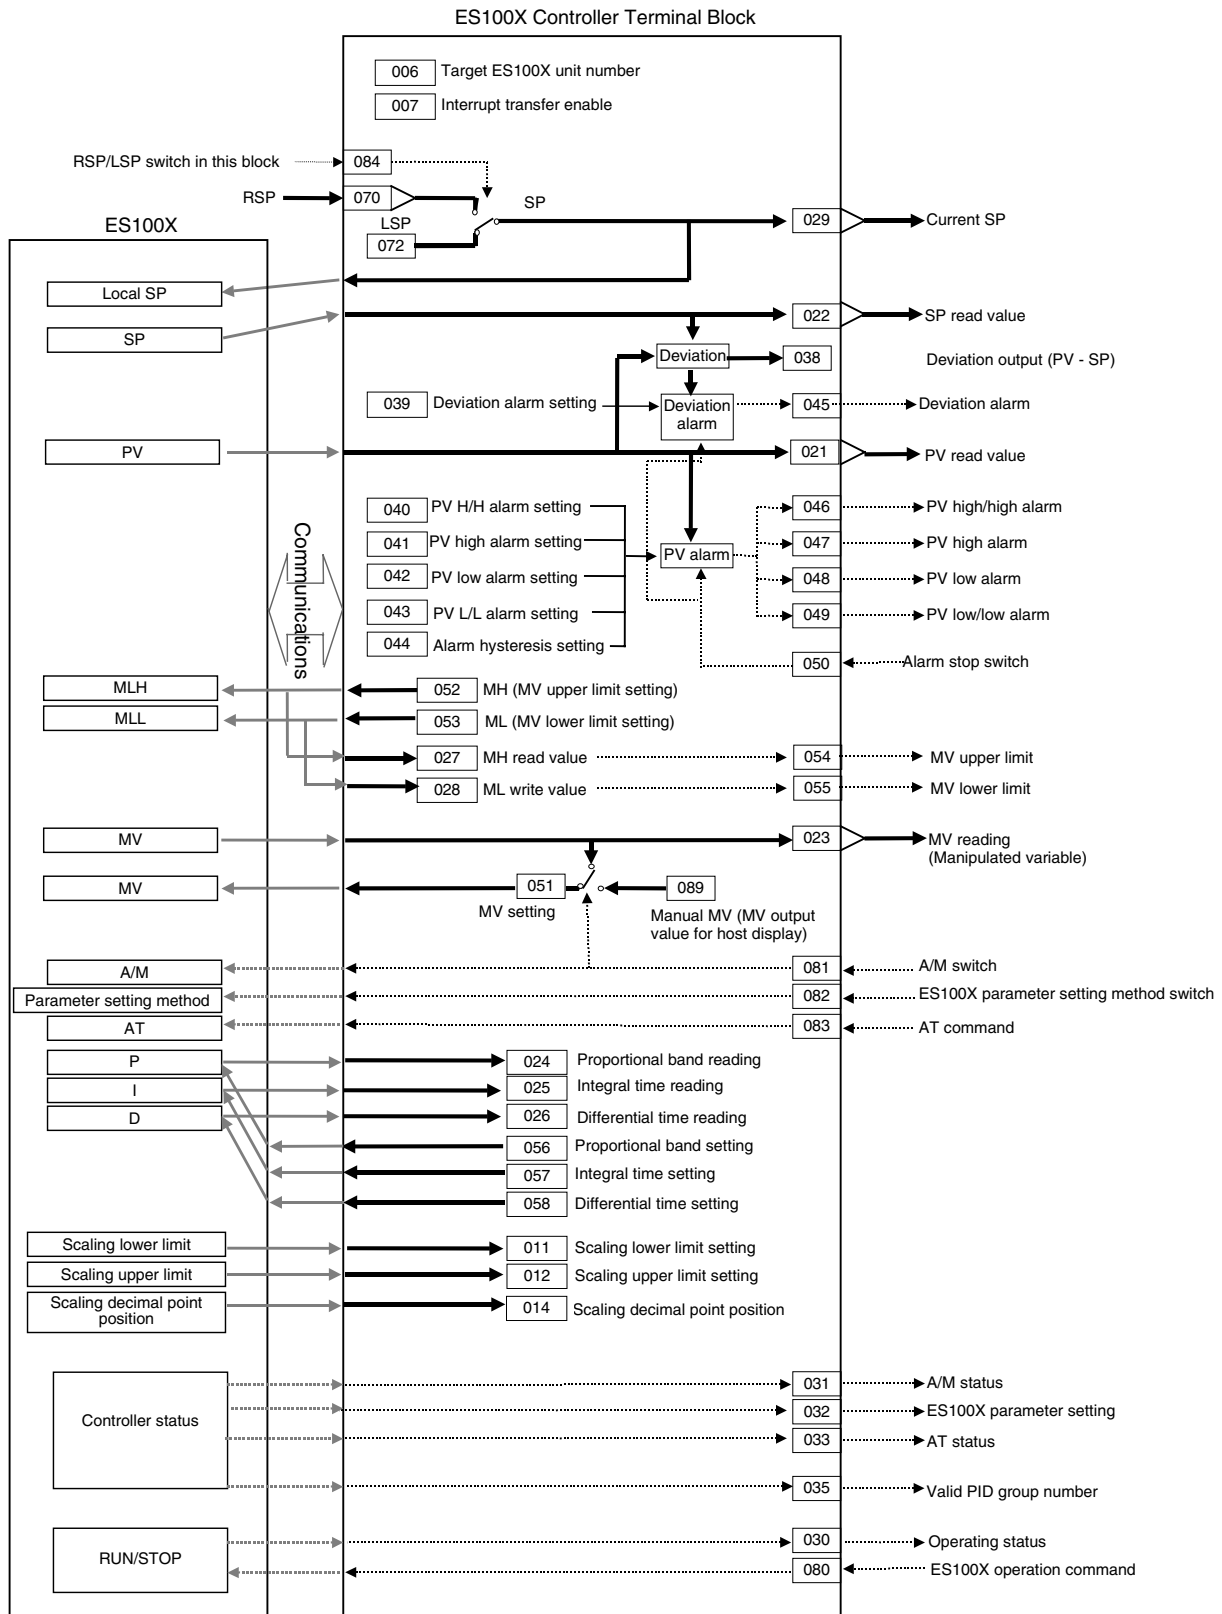 ES100X Controller Terminal Block
006 Target ES100X unit number
007 Interrupt transfer enable
RSP/LSP switch in this block 084
RSP 070 SP
ES100X
LSP
072
029 Current SP
Local SP
SP
022 SP read value
Deviation 038 Deviation output (PV - SP)
039 Deviation alarm setting
Deviation
alarm
045 Deviation alarm
PV 021 PV read value
Communications
040 PV H/H alarm setting
041 PV high alarm setting
042 PV low alarm setting
043 PV L/L alarm setting
044 Alarm hysteresis setting
PV alarm
046 PV high/high alarm
047 PV high alarm
048 PV low alarm
049 PV low/low alarm
050 Alarm stop switch
MLH 052 MH (MV upper limit setting)
MLL 053 ML (MV lower limit setting)
027 MH read value 054 MV upper limit
028 ML write value 055 MV lower limit
MV 023 MV reading
(Manipulated variable)
MV 051 089
MV setting
Manual MV (MV output
value for host display)
A/M 081 A/M switch
Parameter setting method 082 ES100X parameter setting method switch
AT 083 AT command
P 024 Proportional band reading
I 025 Integral time reading
D 026 Differential time reading
056 Proportional band setting
057 Integral time setting
058 Differential time setting
Scaling lower limit 011 Scaling lower limit setting
Scaling upper limit 012 Scaling upper limit setting
Scaling decimal point
position
014 Scaling decimal point position
Controller status
031 A/M status
032 ES100X parameter setting
033 AT status
035 Valid PID group number
RUN/STOP
030 Operating status
080 ES100X operation command